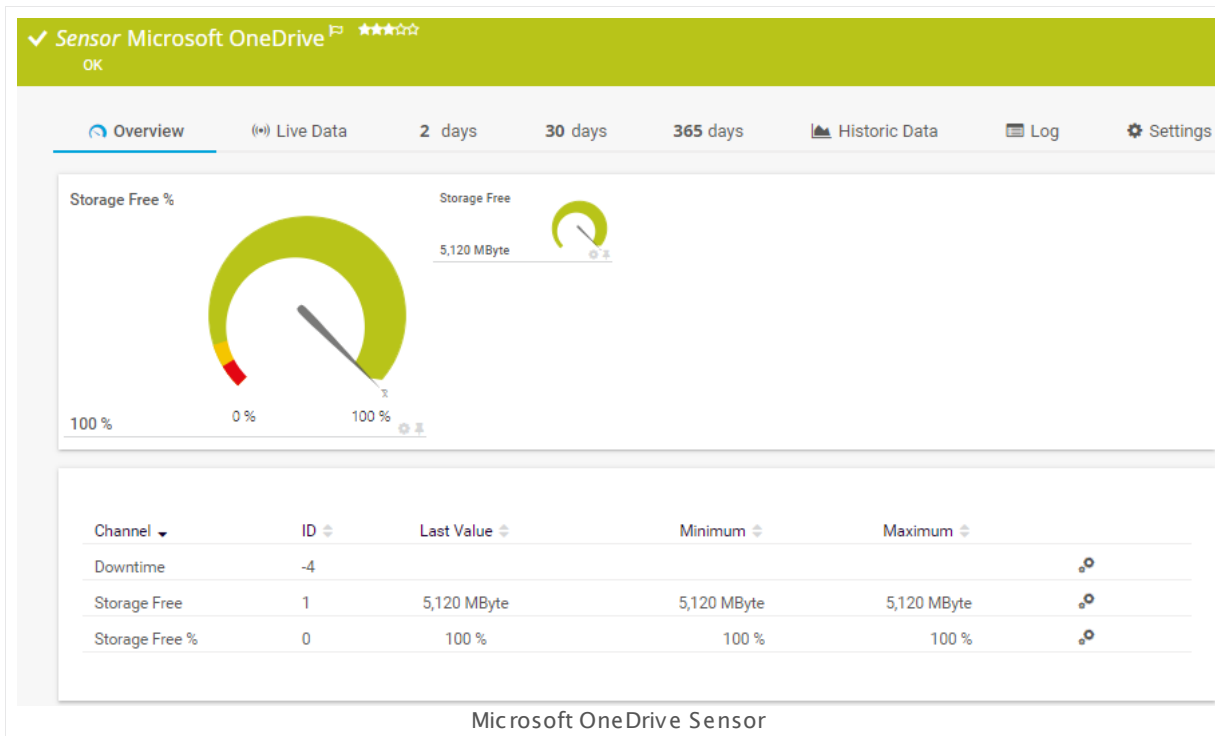 Sensor Microsoft OneDrive
OK
Overview Live Data 2 days 30 days 365 days Historic Data Log Settings
Storage Free %
100 %
0 %
100 %
Storage Free
5,120 MByte
Channel ID Last Value Minimum Maximum
Downtime -4
Storage Free 1 5,120 MByte 5,120 MByte 5,120 MByte
Storage Free % 0 100 % 100 % 100 %
Microsoft OneDrive Sensor